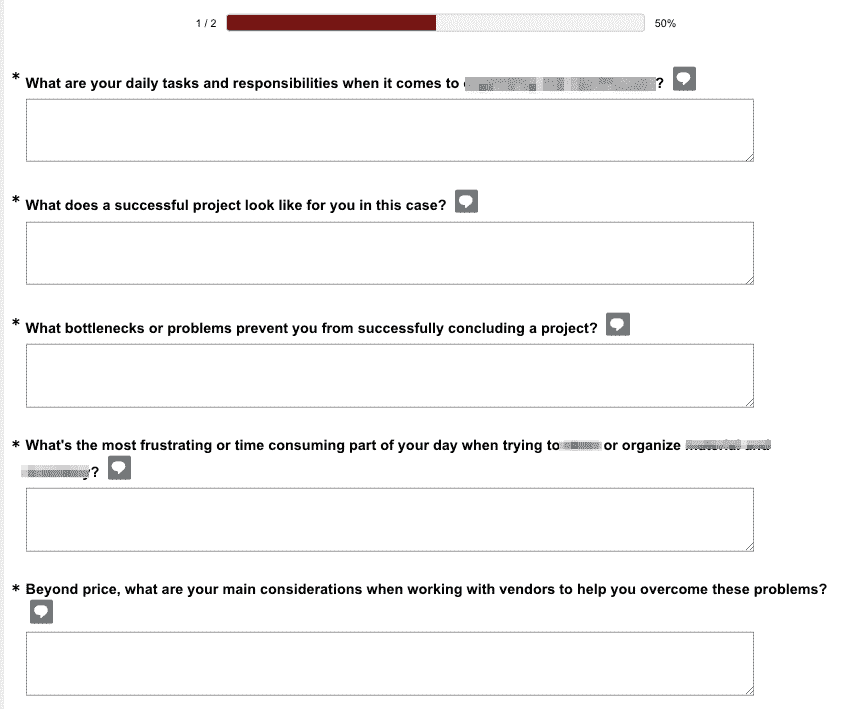 1 / 2 50%
* What are your daily tasks and responsibilities when it comes to ?
* What does a successful project look like for you in this case?
* What bottlenecks or problems prevent you from successfully concluding a project?
* What's the most frustrating or time consuming part of your day when trying to or organize
?
* Beyond price, what are your main considerations when working with vendors to help you overcome these problems?